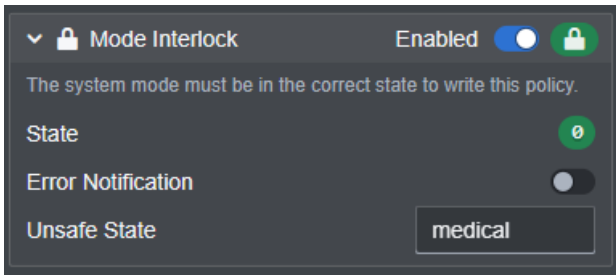 Mode Interlock Enabled
The system mode must be in the correct state to write this policy.
State 0
Error Notification
Unsafe State medical